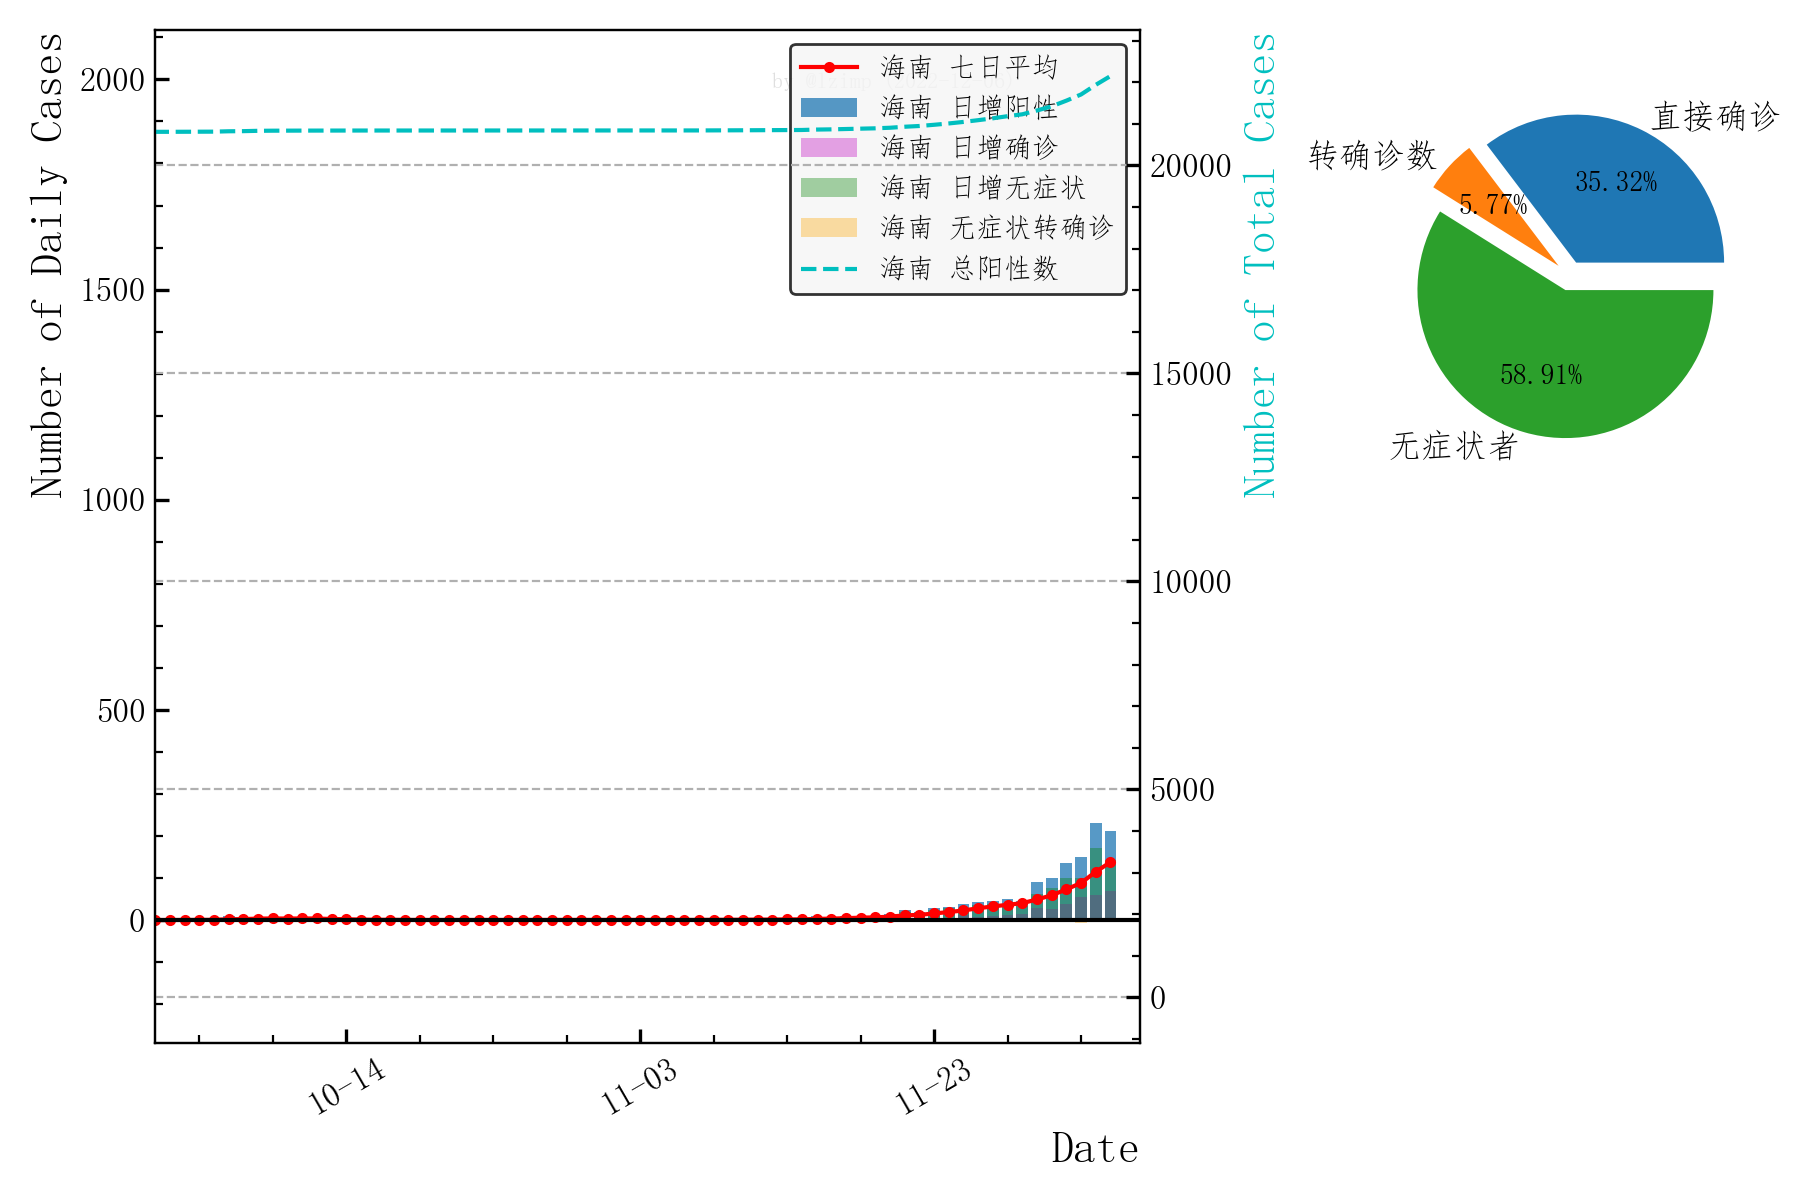 Number of Daily Cases
2000
1500
1000
500
0
海南 七日平均
海南 日增阳性
海南 日增确诊
海南 日增无症状
海南 无症状转确诊
海南 总阳性数
20000
15000
10000
5000
0
Number of Total Cases
10-14
11-03
11-23
Date
直接确诊
35.32%
转确诊数
5.77%
58.91%
无症状者